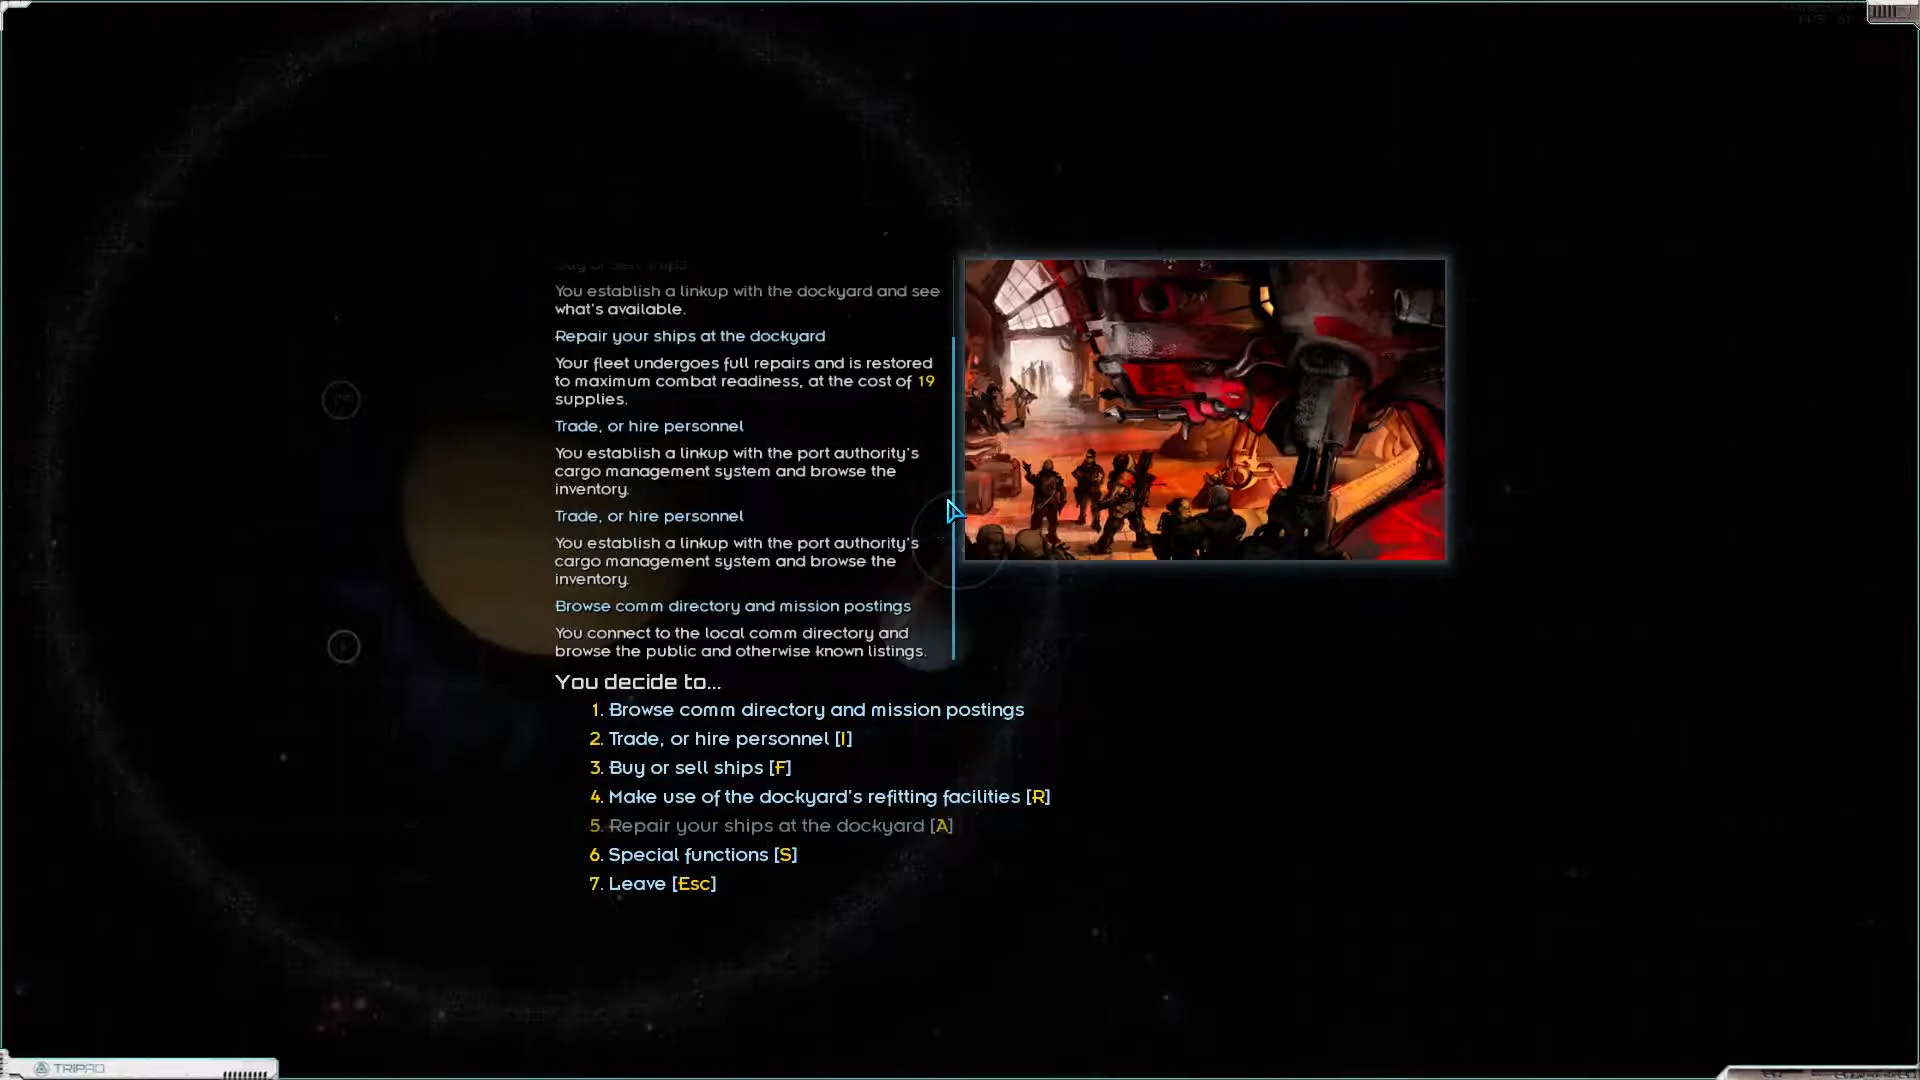 Buy or sell ships
You establish a linkup with the dockyard and see
what's available.
Repair your ships at the dockyard
Your fleet undergoes full repairs and is restored
to maximum combat readiness, at the cost of 19
supplies.
Trade, or hire personnel
You establish a linkup with the port authority's
cargo management system and browse the
inventory.
Trade, or hire personnel
You establish a linkup with the port authority's
cargo management system and browse the
inventory.
Browse comm directory and mission postings
You connect to the local comm directory and
browse the public and otherwise known listings.
You decide to...
1. Browse comm directory and mission postings
2. Trade, or hire personnel [I]
3. Buy or sell ships [F]
4. Make use of the dockyard's refitting facilities [R]
5. Repair your ships at the dockyard [A]
6. Special functions [S]
7. Leave [Esc]
TRIPAD